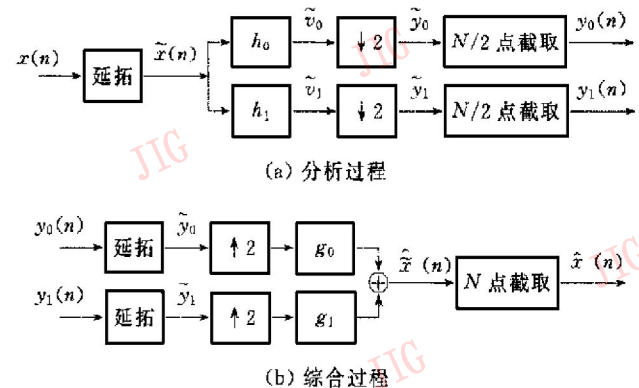 x(n) 延拓 x̃(n) h₀ ṽ₀ ↓2 ỹ₀ N/2 点截取 y₀(n)
h₁ ṽ₁ ↓2 ỹ₁ N/2 点截取 y₁(n)
(a) 分析过程
y₀(n) 延拓 ỹ₀ ↑2 g₀
x̃̂ (n) N 点截取 x̂ (n)
y₁(n) 延拓 ỹ₁ ↑2 g₁
(b) 综合过程
JIG
JIG
JIG
JIG